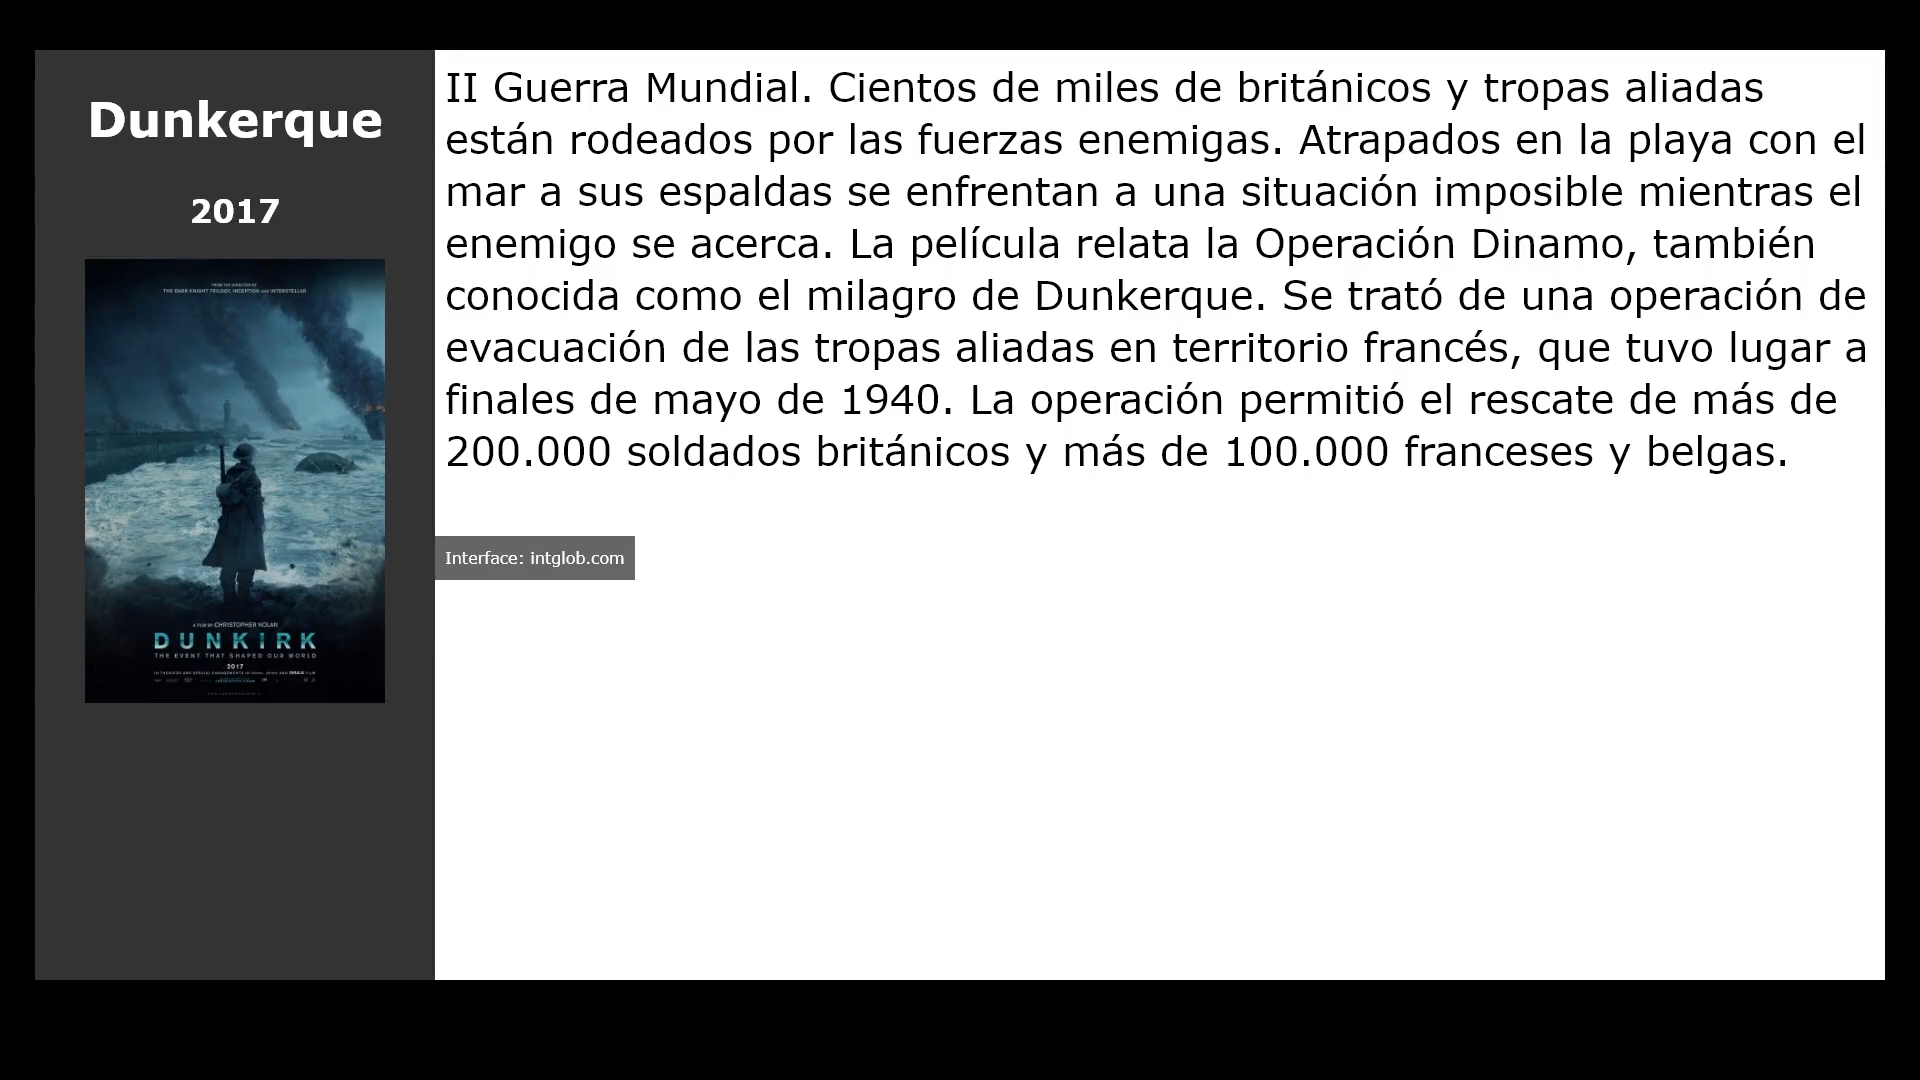 Dunkerque
2017
FROM THE DIRECTOR OF
THE DARK KNIGHT TRILOGY, INCEPTION AND INTERSTELLAR
A FILM BY CHRISTOPHER NOLAN
DUNKIRK
THE EVENT THAT SHAPED OUR WORLD
2017
II Guerra Mundial. Cientos de miles de británicos y tropas aliadas
están rodeados por las fuerzas enemigas. Atrapados en la playa con el
mar a sus espaldas se enfrentan a una situación imposible mientras el
enemigo se acerca. La película relata la Operación Dinamo, también
conocida como el milagro de Dunkerque. Se trató de una operación de
evacuación de las tropas aliadas en territorio francés, que tuvo lugar a
finales de mayo de 1940. La operación permitió el rescate de más de
200.000 soldados británicos y más de 100.000 franceses y belgas.
Interface: intglob.com